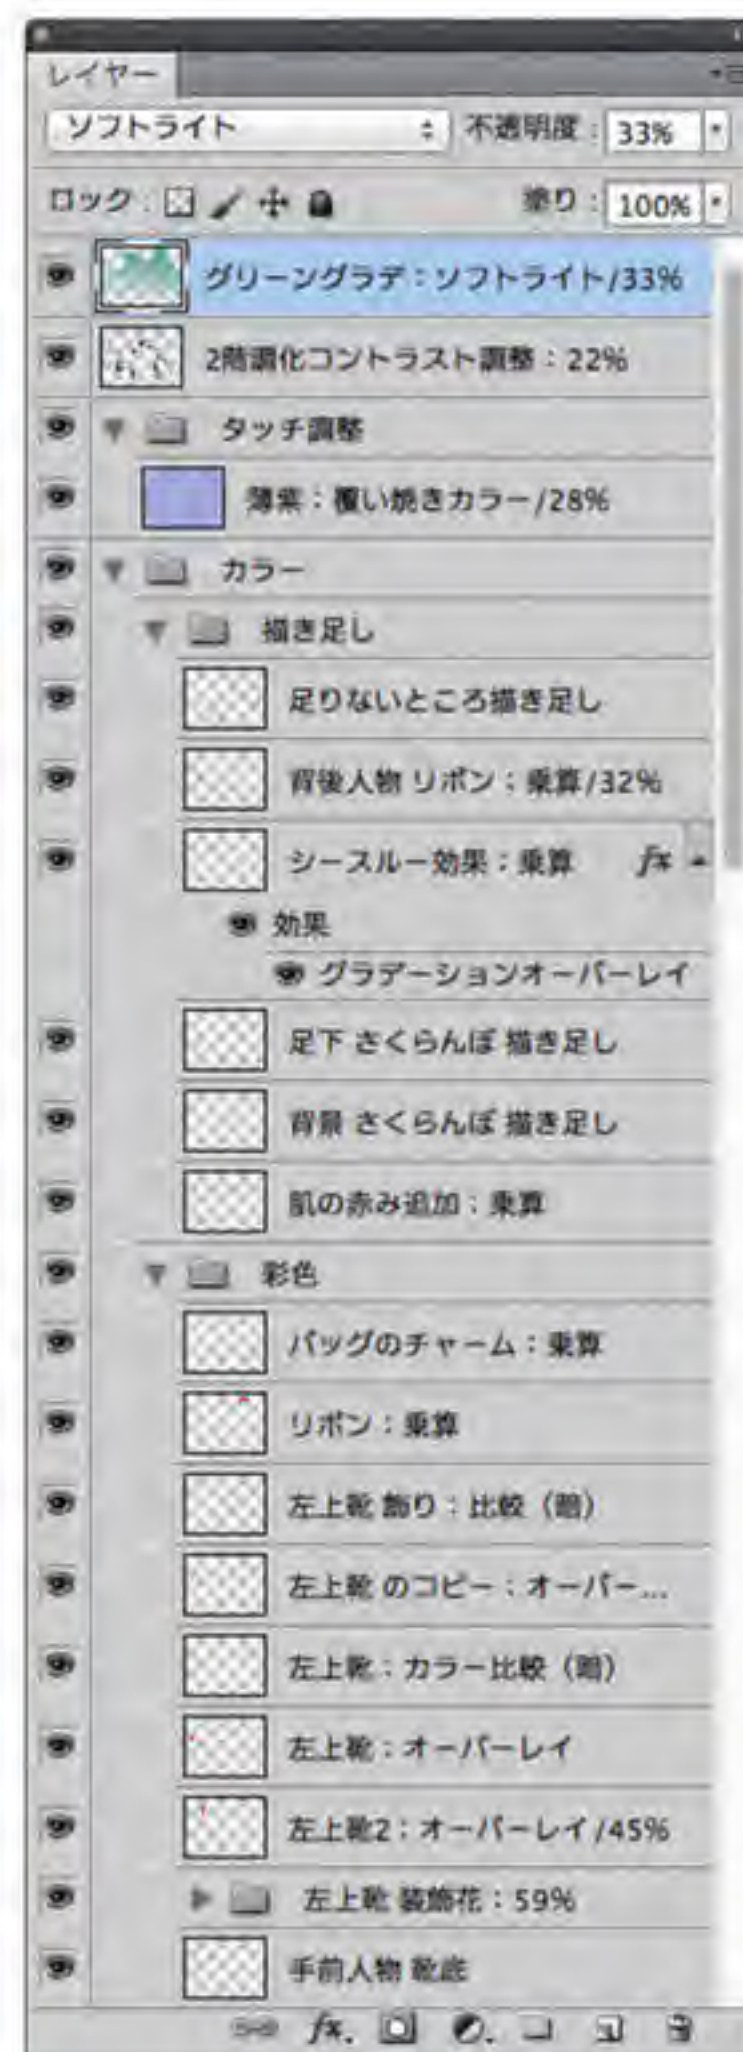 レイヤー
ソフトライト 不透明度: 33%
ロック: 塗り: 100%
グリーングラデ:ソフトライト/33%
2階調化コントラスト調整:22%
タッチ調整
薄紫:覆い焼きカラー/28%
カラー
描き足し
足りないところ描き足し
背後人物 リボン:乗算/32%
シースルー効果:乗算 fx
効果
グラデーションオーバーレイ
足下 さくらんぼ 描き足し
背景 さくらんぼ 描き足し
肌の赤み追加:乗算
彩色
バッグのチャーム:乗算
リボン:乗算
左上靴 飾り:比較(暗)
左上靴 のコピー:オーバー...
左上靴:カラー比較(暗)
左上靴:オーバーレイ
左上靴2:オーバーレイ/45%
左上靴 装飾花:59%
手前人物 靴底
fx.